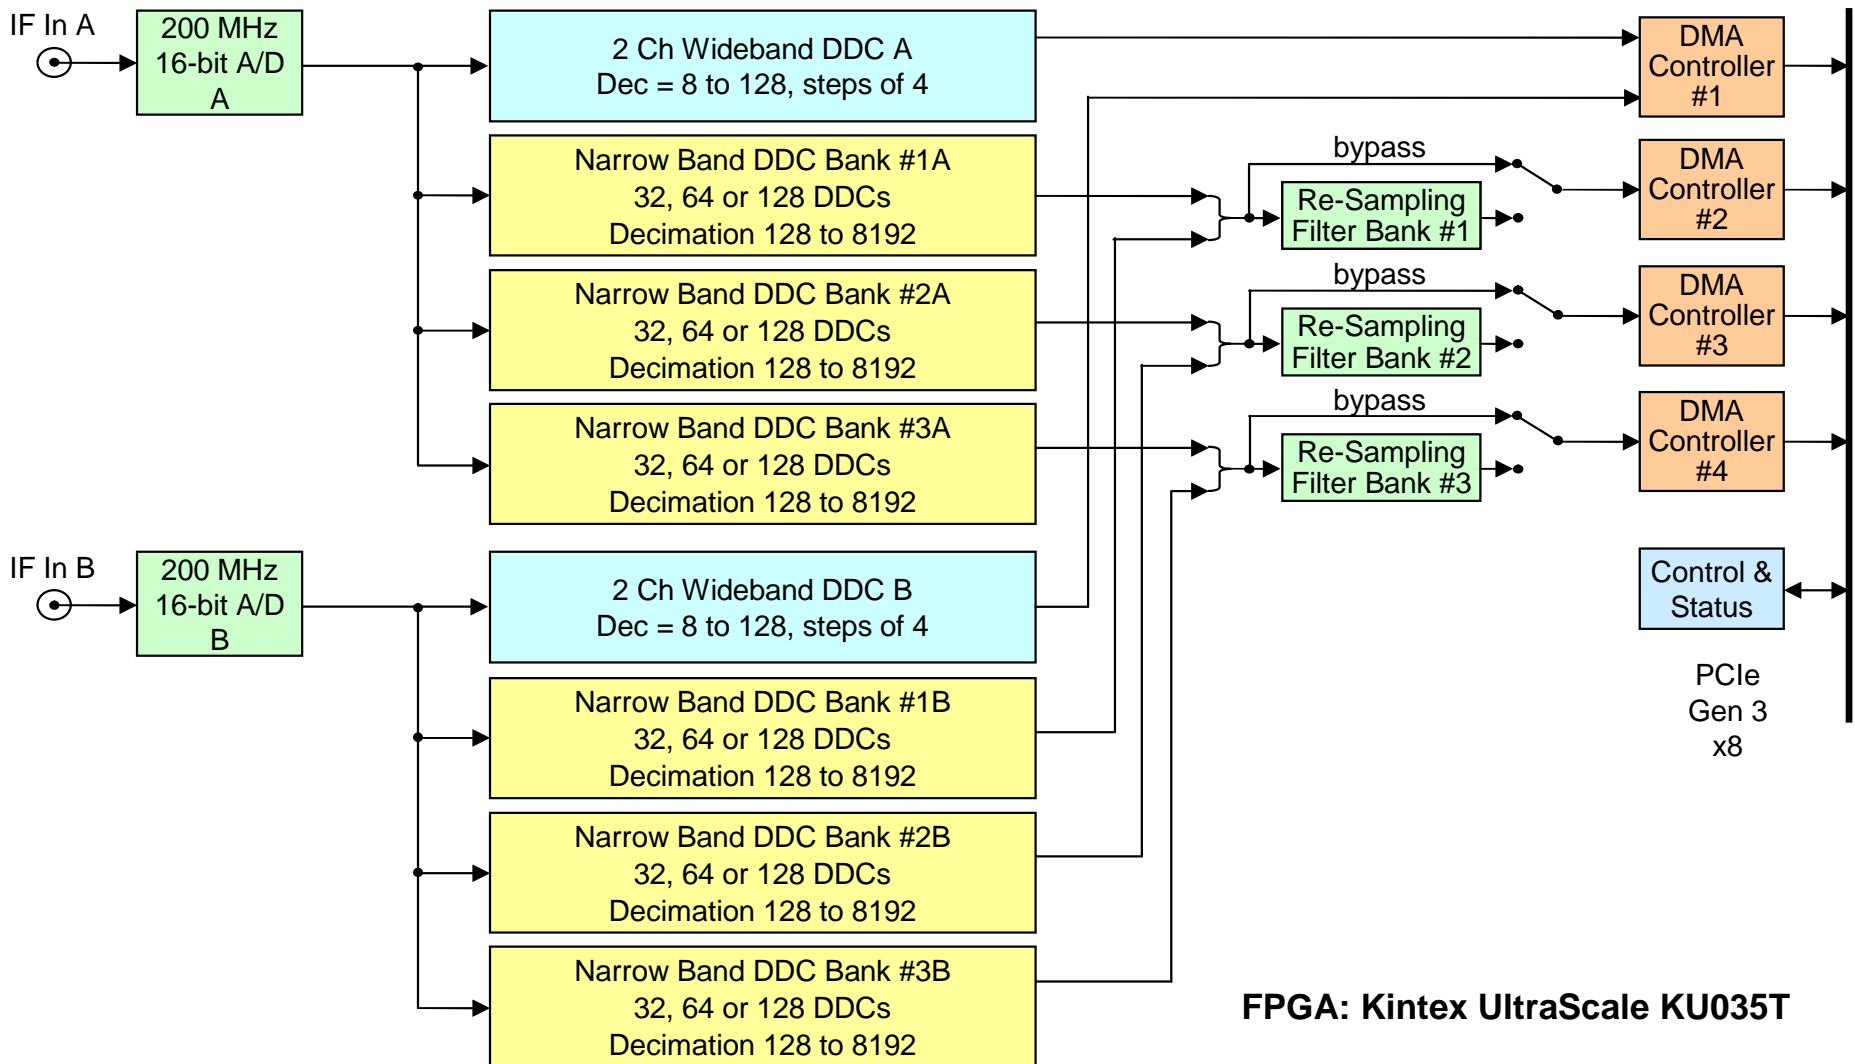 IF In A
200 MHz
16-bit A/D
A
2 Ch Wideband DDC A
Dec = 8 to 128, steps of 4
DMA
Controller
#1
Narrow Band DDC Bank #1A
32, 64 or 128 DDCs
Decimation 128 to 8192
bypass
Re-Sampling
Filter Bank #1
DMA
Controller
#2
Narrow Band DDC Bank #2A
32, 64 or 128 DDCs
Decimation 128 to 8192
bypass
Re-Sampling
Filter Bank #2
DMA
Controller
#3
Narrow Band DDC Bank #3A
32, 64 or 128 DDCs
Decimation 128 to 8192
bypass
Re-Sampling
Filter Bank #3
DMA
Controller
#4
IF In B
200 MHz
16-bit A/D
B
2 Ch Wideband DDC B
Dec = 8 to 128, steps of 4
Control &
Status
PCIe
Gen 3
x8
Narrow Band DDC Bank #1B
32, 64 or 128 DDCs
Decimation 128 to 8192
Narrow Band DDC Bank #2B
32, 64 or 128 DDCs
Decimation 128 to 8192
Narrow Band DDC Bank #3B
32, 64 or 128 DDCs
Decimation 128 to 8192
FPGA: Kintex UltraScale KU035T